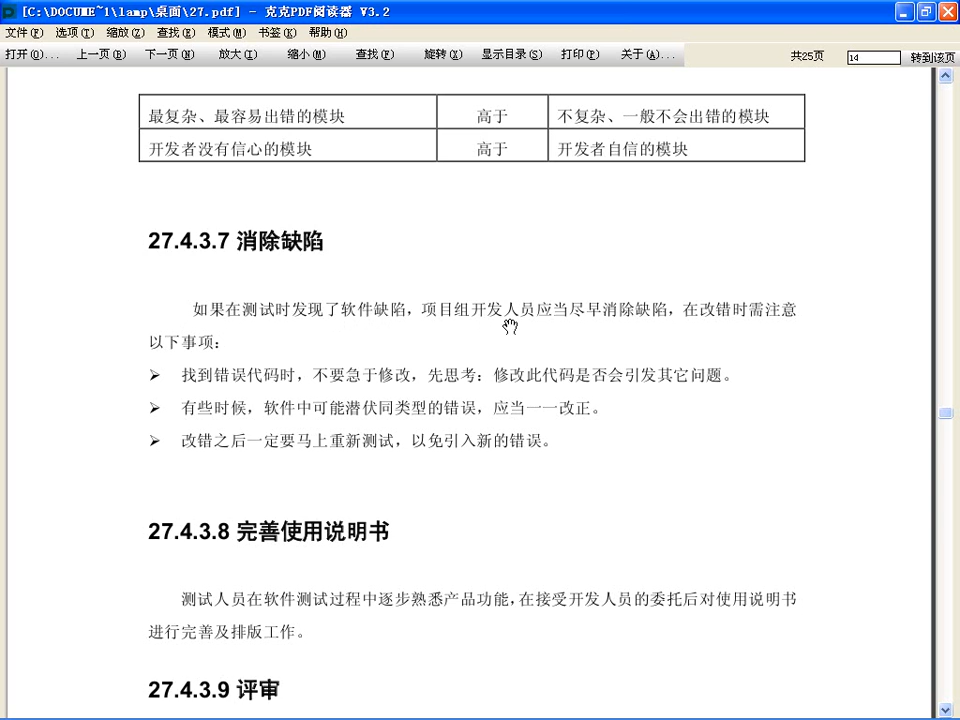 [C:\DOCUME~1\lamp\桌面\27.pdf] - 克克PDF阅读器 V3.2
文件(F) 选项(T) 缩放(Z) 查找(E) 模式(M) 书签(K) 帮助(H)
打开(O)... 上一页(B) 下一页(N) 放大(I) 缩小(M) 查找(F) 旋转(X) 显示目录(S) 打印(P) 关于(A)... 共25页 14 转到该页
最复杂、最容易出错的模块 高于 不复杂、一般不会出错的模块
开发者没有信心的模块 高于 开发者自信的模块
27.4.3.7 消除缺陷
如果在测试时发现了软件缺陷，项目组开发人员应当尽早消除缺陷，在改错时需注意
以下事项：
➢ 找到错误代码时，不要急于修改，先思考：修改此代码是否会引发其它问题。
➢ 有些时候，软件中可能潜伏同类型的错误，应当一一改正。
➢ 改错之后一定要马上重新测试，以免引入新的错误。
27.4.3.8 完善使用说明书
测试人员在软件测试过程中逐步熟悉产品功能，在接受开发人员的委托后对使用说明书
进行完善及排版工作。
27.4.3.9 评审